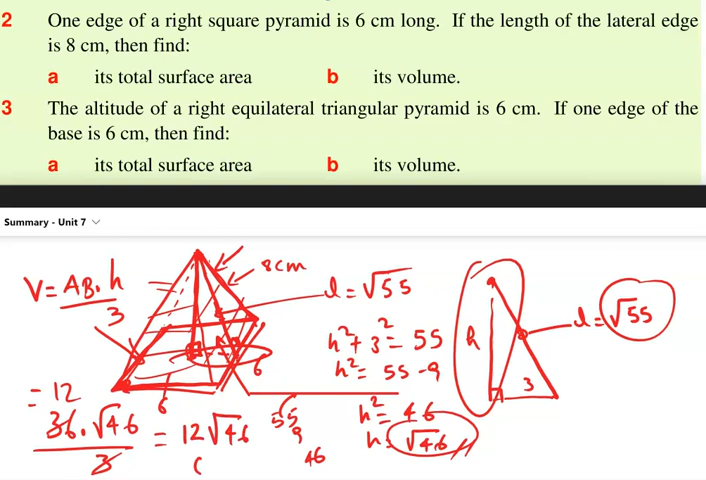 2 One edge of a right square pyramid is 6 cm long. If the length of the lateral edge
is 8 cm, then find:
a its total surface area b its volume.
3 The altitude of a right equilateral triangular pyramid is 6 cm. If one edge of the
base is 6 cm, then find:
a its total surface area b its volume.
Summary - Unit 7
V = AB.h
3
8cm
l = √55
h² + 3² = 55
h² = 55 - 9
h² = 46
h = √46
h
l = √55
3
6
6
= 12
36.√46 = 12√46
3
55
9
46